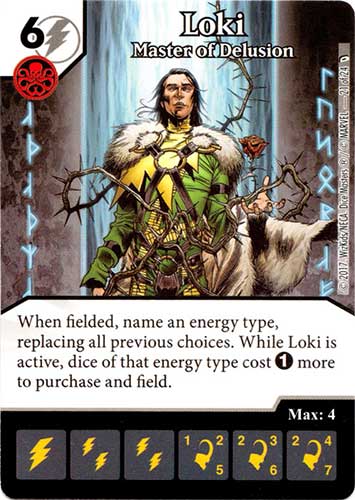 6
Loki
Master of Delusion
21 of 24
© 2017, WizKids/NECA. Dice Masters ® / © MARVEL
When fielded, name an energy type,
replacing all previous choices. While Loki is
active, dice of that energy type cost 1 more
to purchase and field.
Max: 4
1 2 5
2 3 6
2 4 7